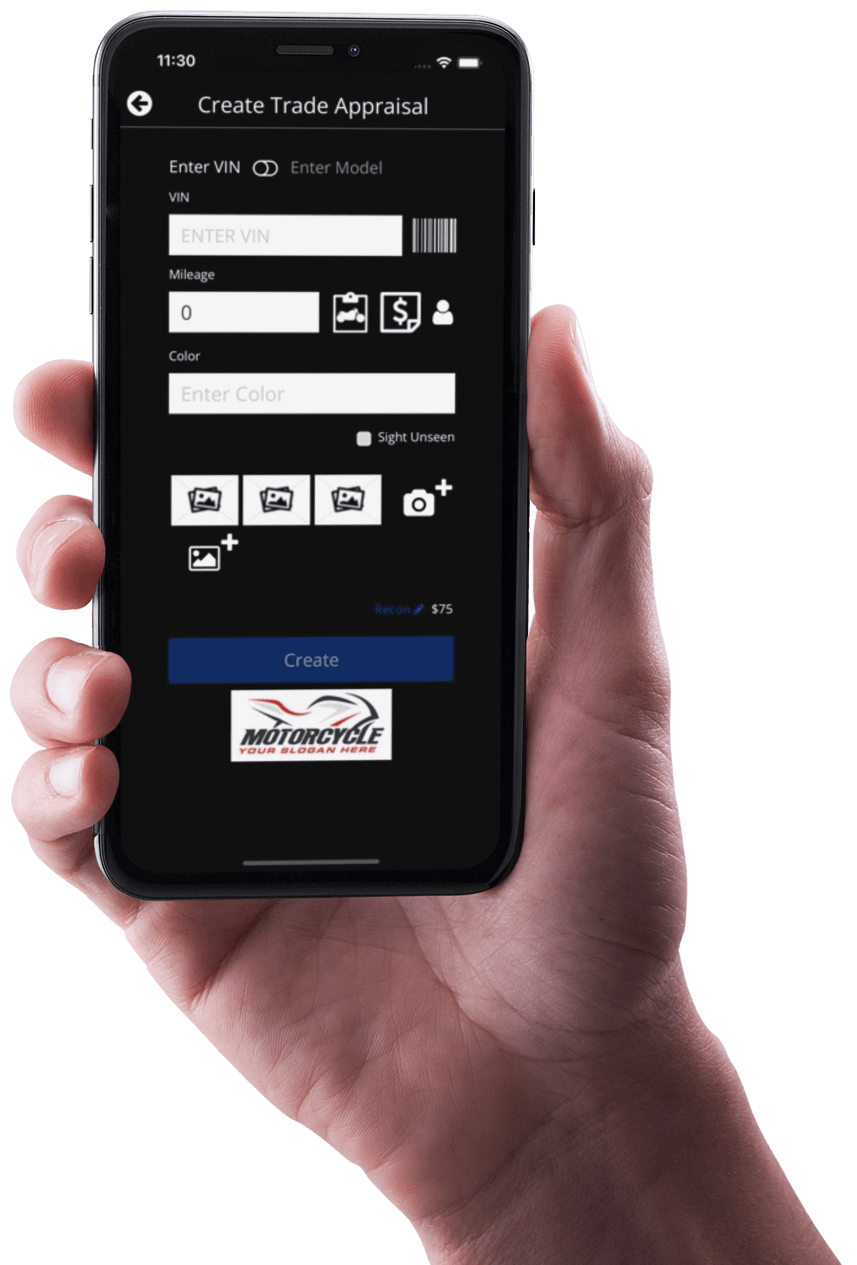 11:30
Create Trade Appraisal
Enter VIN Enter Model
VIN
ENTER VIN
Mileage
0
$
Color
Enter Color
Sight Unseen
Recon $75
Create
MOTORCYCLE
YOUR SLOGAN HERE